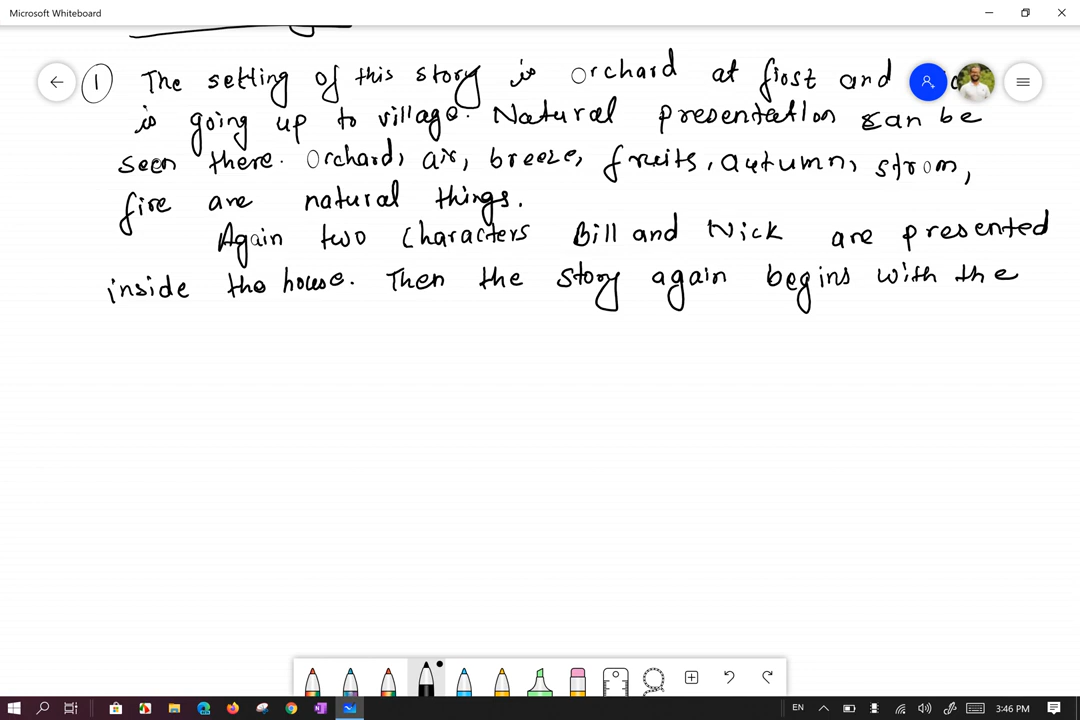 Microsoft Whiteboard
① The setting of this story is orchard at first and
is going up to village. Natural presentation can be
seen there. Orchard, air, breeze, fruits, autumn, strom,
fire are natural things.
Again two characters Bill and Nick are presented
inside the house. Then the story again begins with the
EN
3:46 PM